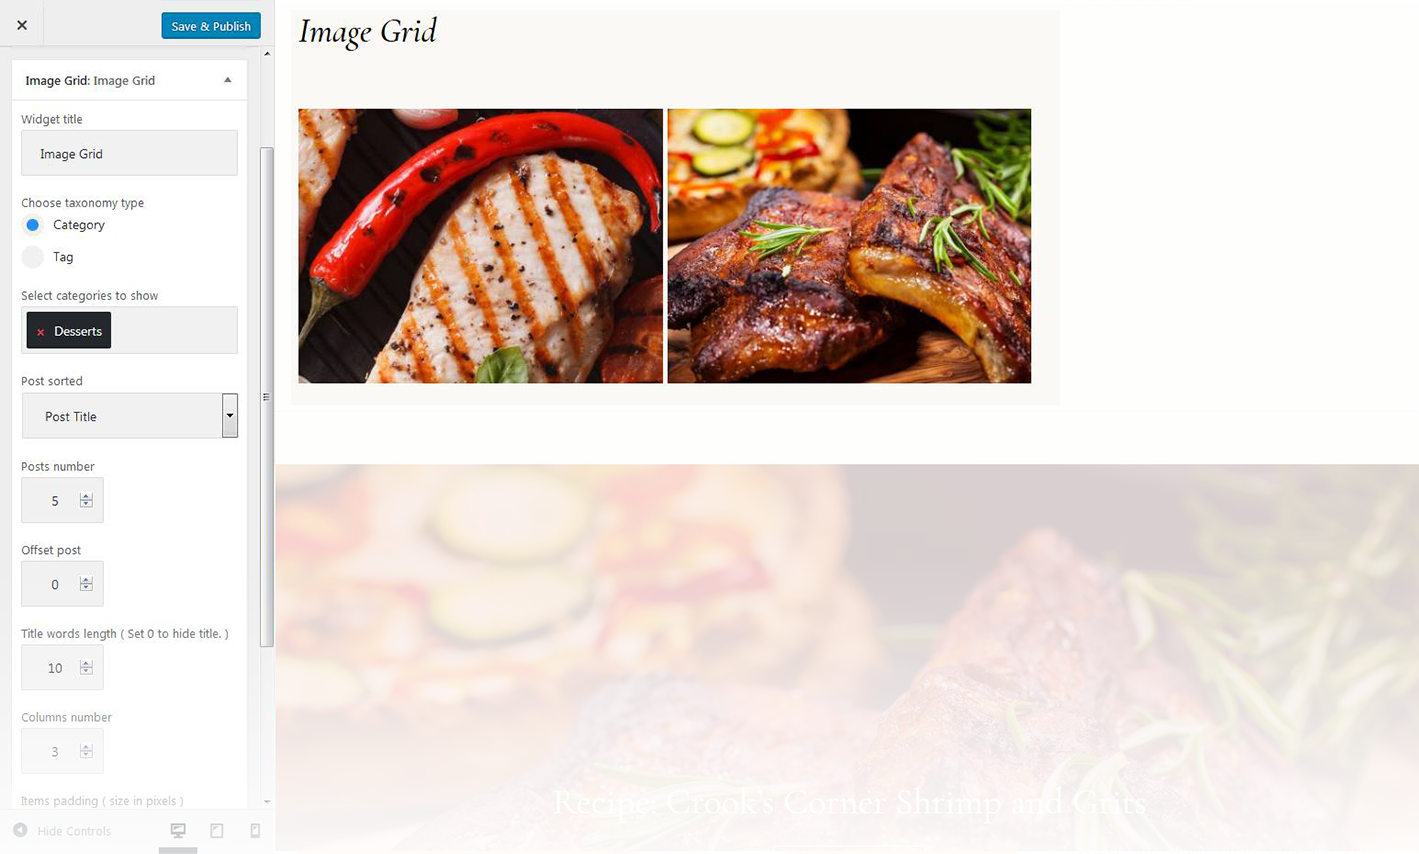 Save & Publish
Image Grid: Image Grid
Widget title
Image Grid
Choose taxonomy type
Category
Tag
Select categories to show
× Desserts
Post sorted
Post Title
Posts number
5
Offset post
0
Title words length ( Set 0 to hide title. )
10
Columns number
3
Items padding ( size in pixels )
Hide Controls
Image Grid
Recipe: Crook's Corner Shrimp and Grits